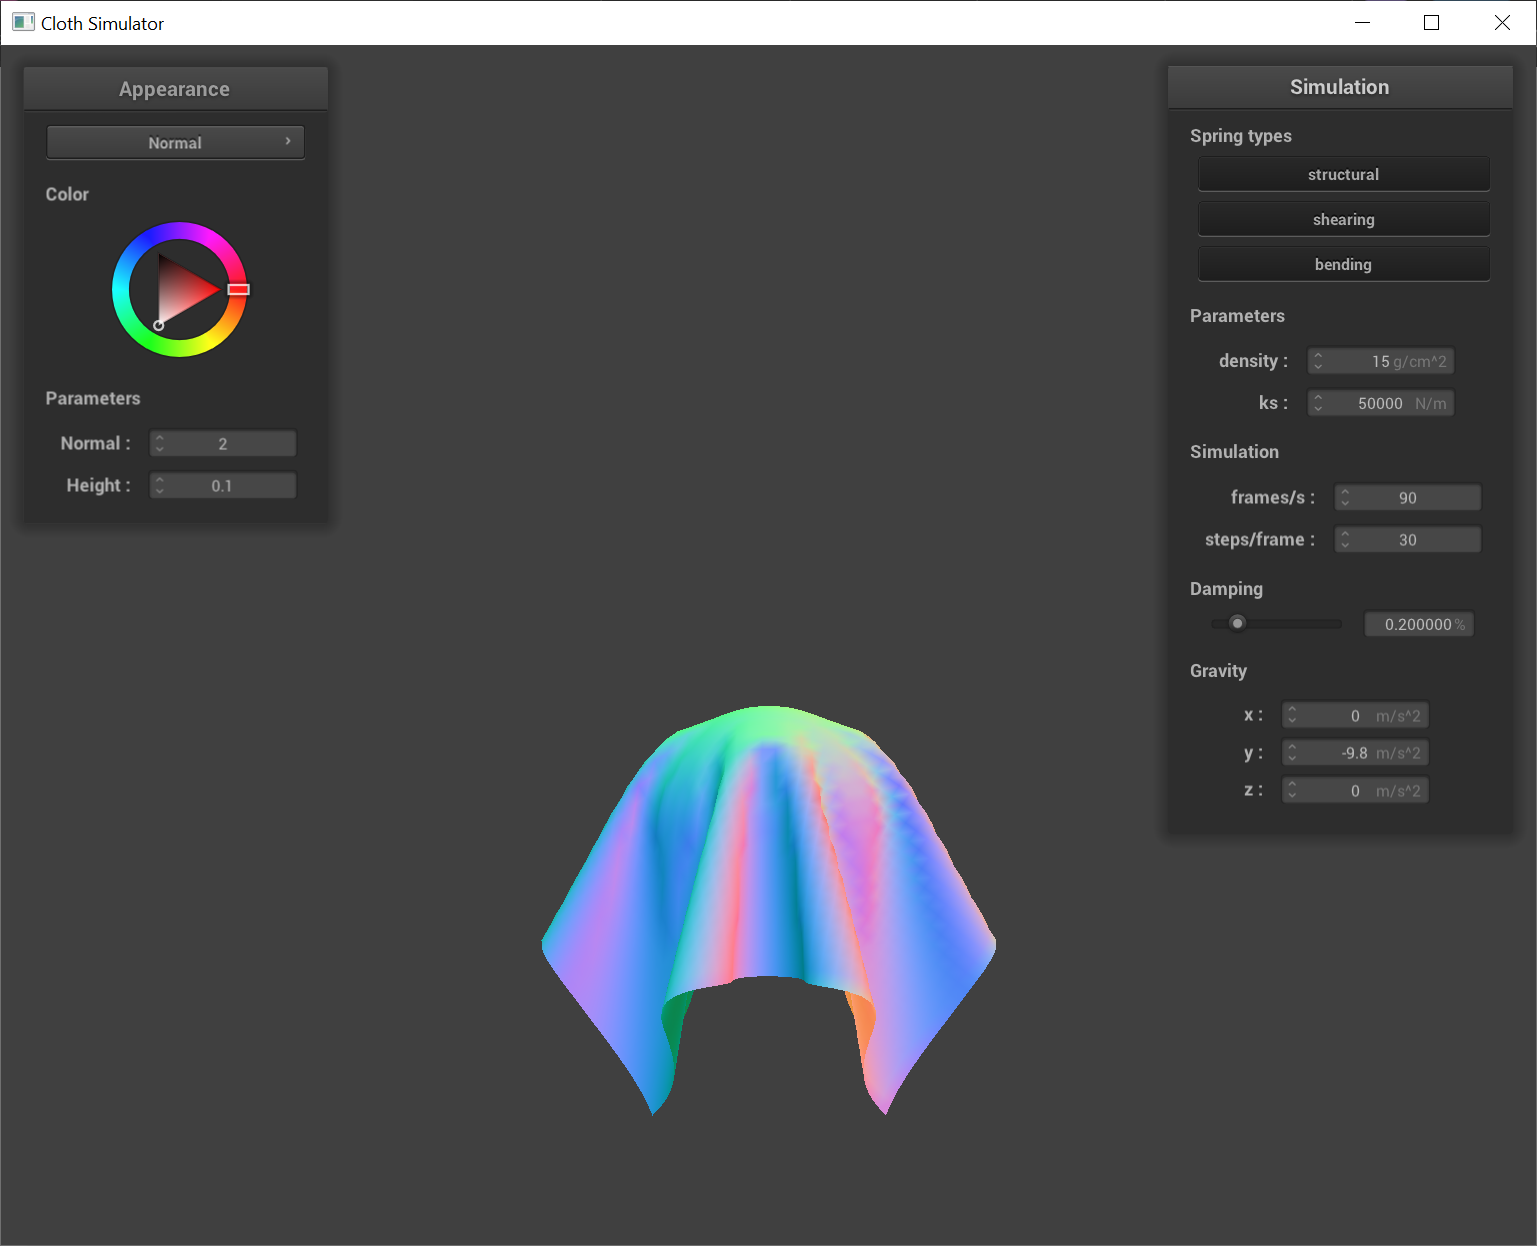 Cloth Simulator
Appearance
Normal
Color
Parameters
Normal : 2
Height : 0.1
Simulation
Spring types
structural
shearing
bending
Parameters
density : 15 g/cm^2
ks : 50000 N/m
Simulation
frames/s : 90
steps/frame : 30
Damping
0.200000 %
Gravity
x : 0 m/s^2
y : -9.8 m/s^2
z : 0 m/s^2